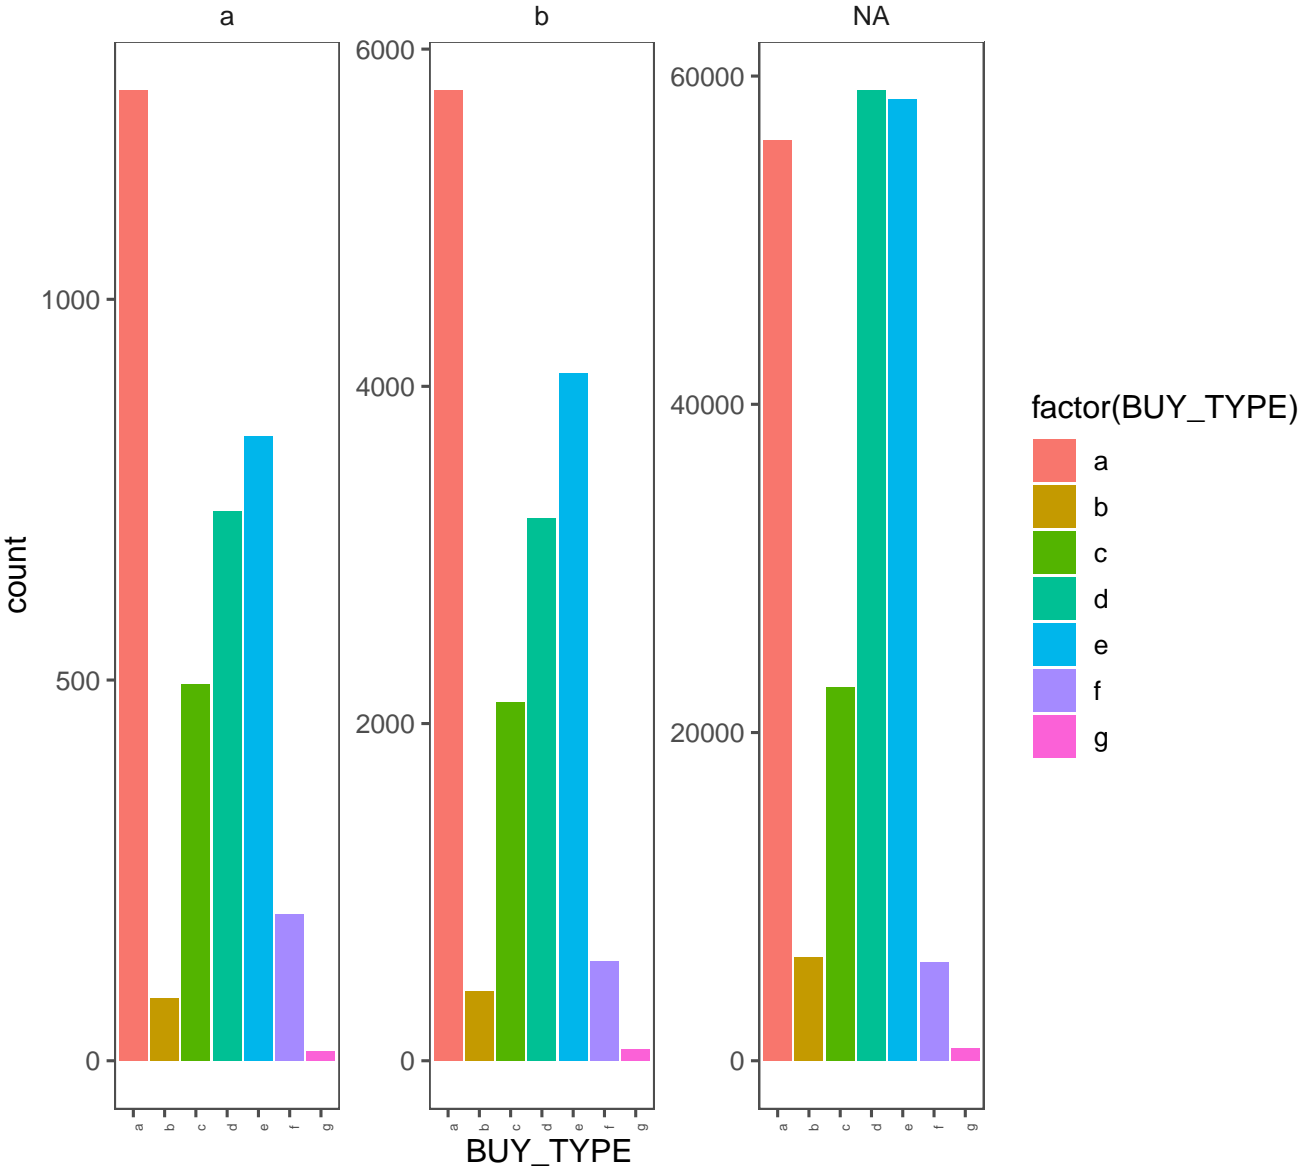 a
b
NA
count
1000
500
0
6000
4000
2000
0
60000
40000
20000
0
a b c d e f g
a b c d e f g
a b c d e f g
BUY_TYPE
factor(BUY_TYPE)
a
b
c
d
e
f
g